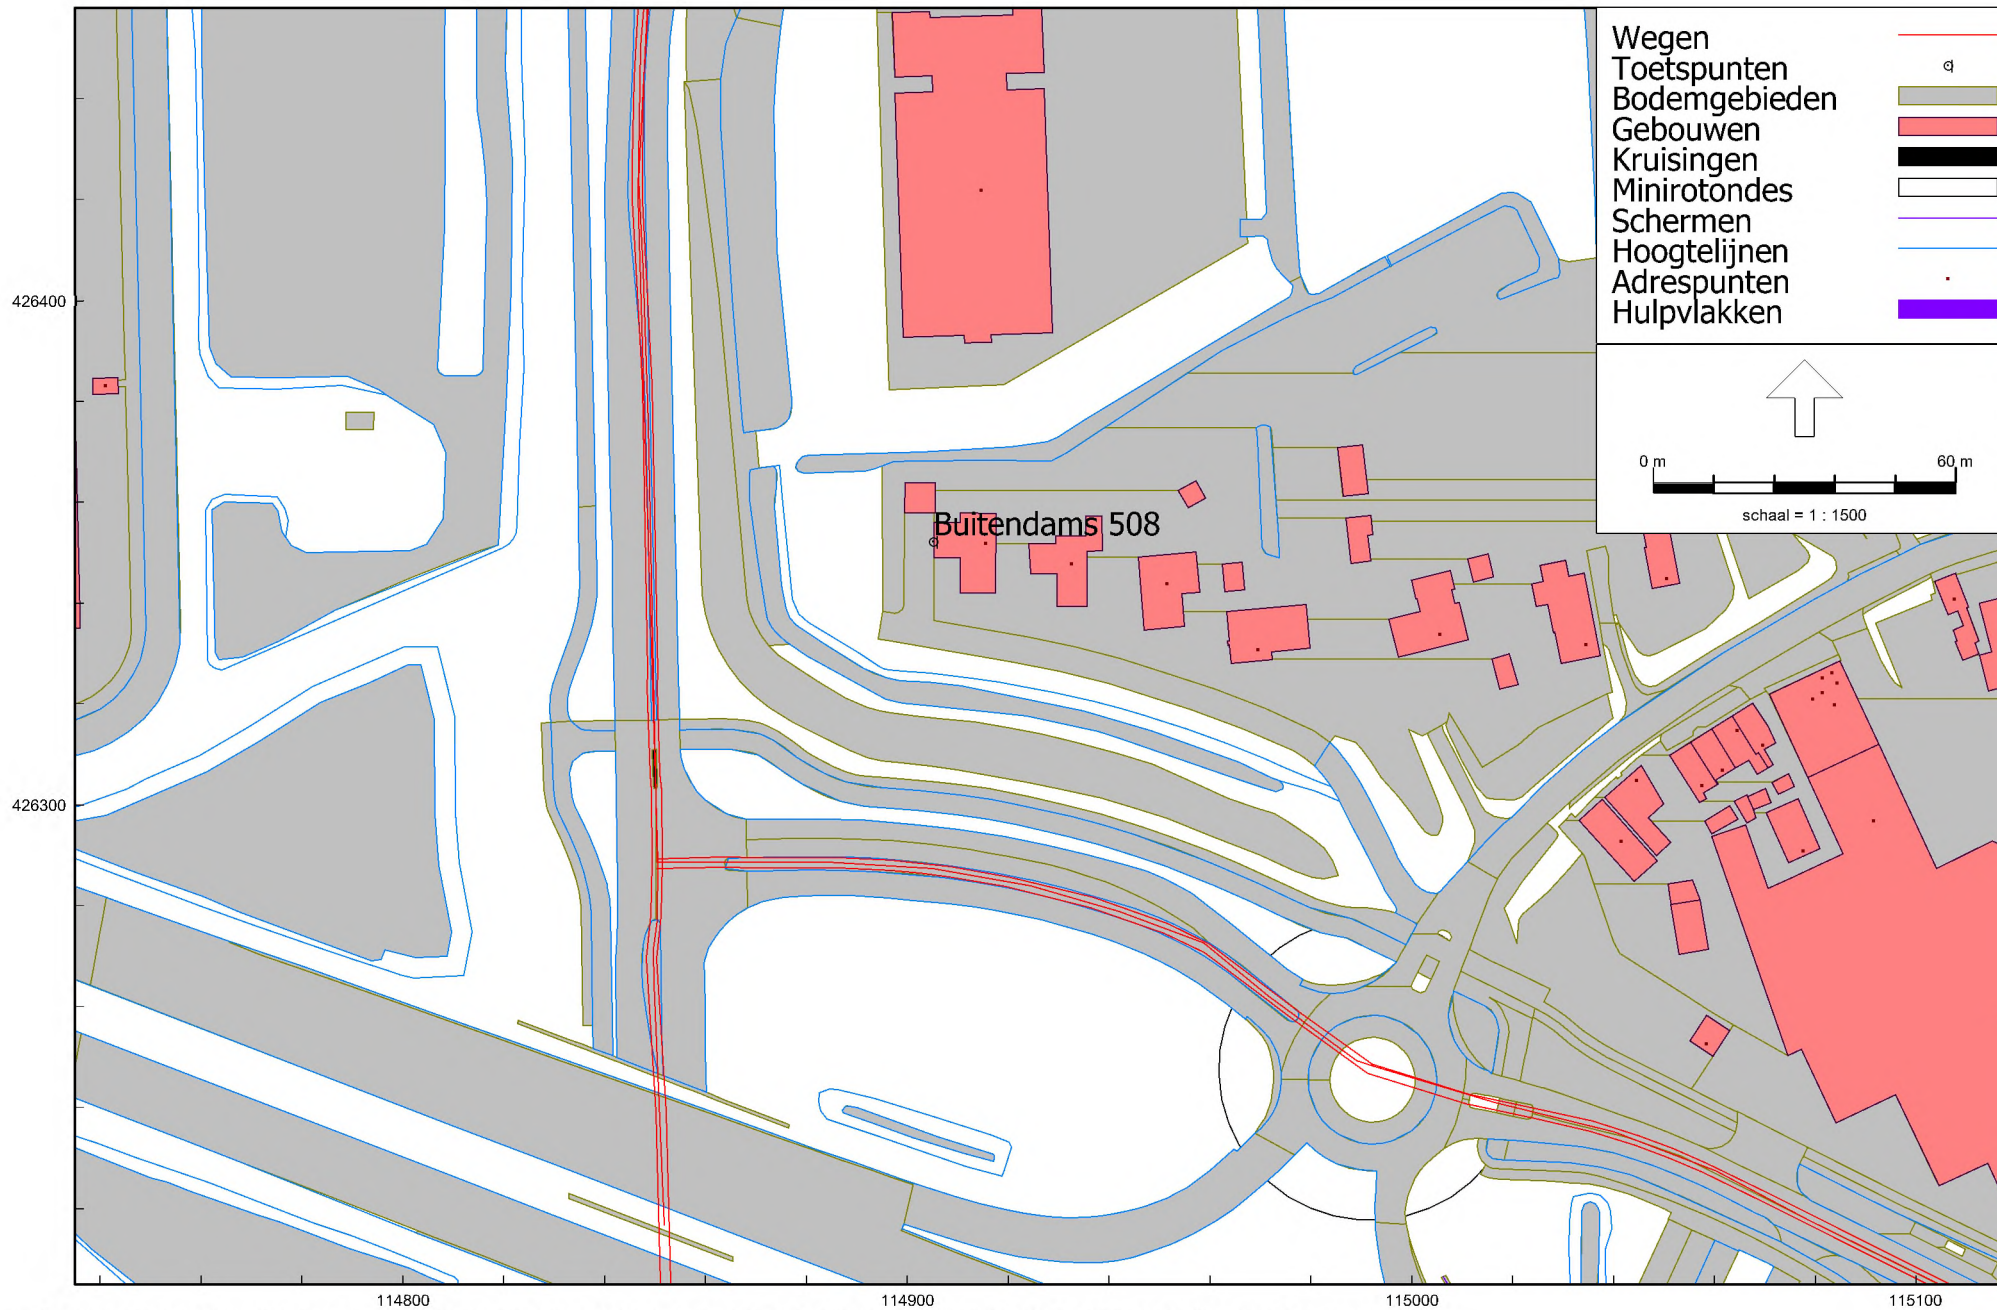 Wegen
Toetspunten
Bodemgebieden
Gebouwen
Kruisingen
Minirotondes
Schermen
Hoogtelijnen
Adrespunten
Hulpvlakken
0 m 60 m
schaal = 1 : 1500
426400
Buitendams 508
426300
114800 114900 115000 115100